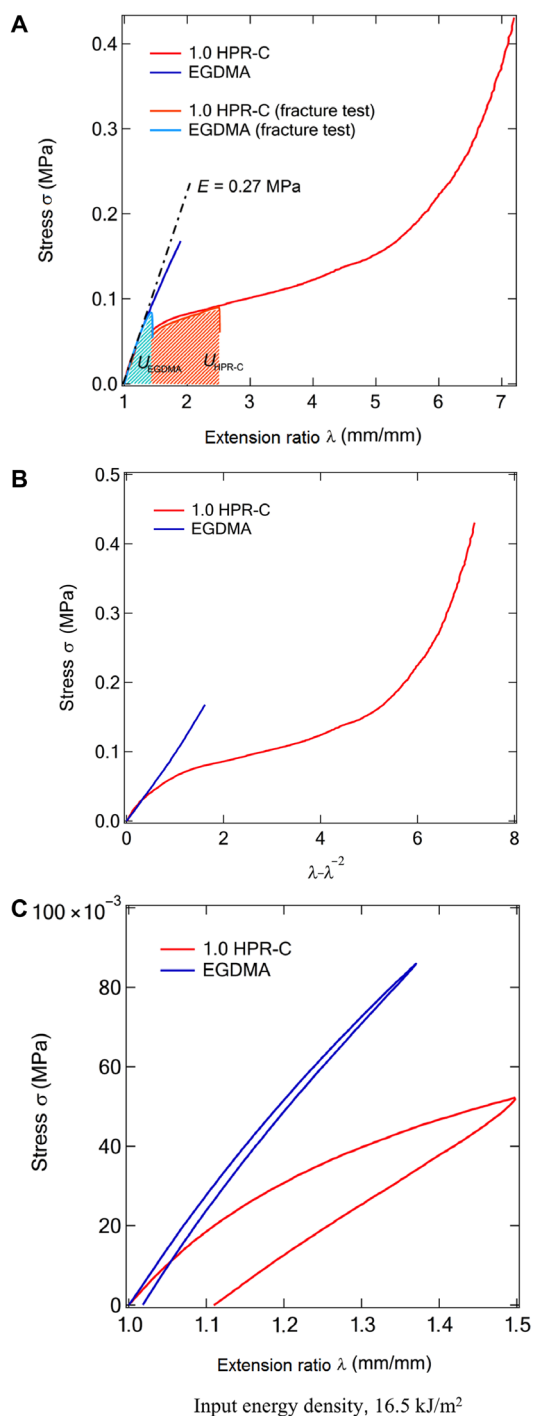 A
0.4
0.3
0.2
0.1
0.0
Stress σ (MPa)
1.0 HPR-C
EGDMA
1.0 HPR-C (fracture test)
EGDMA (fracture test)
E = 0.27 MPa
U EGDMA
U HPR-C
1 2 3 4 5 6 7
Extension ratio λ (mm/mm)
B
0.5
0.4
0.3
0.2
0.1
0.0
Stress σ (MPa)
1.0 HPR-C
EGDMA
0 2 4 6 8
λ-λ⁻²
C
100 × 10⁻³
80
60
40
20
0
Stress σ (MPa)
1.0 HPR-C
EGDMA
1.0 1.1 1.2 1.3 1.4 1.5
Extension ratio λ (mm/mm)
Input energy density, 16.5 kJ/m²